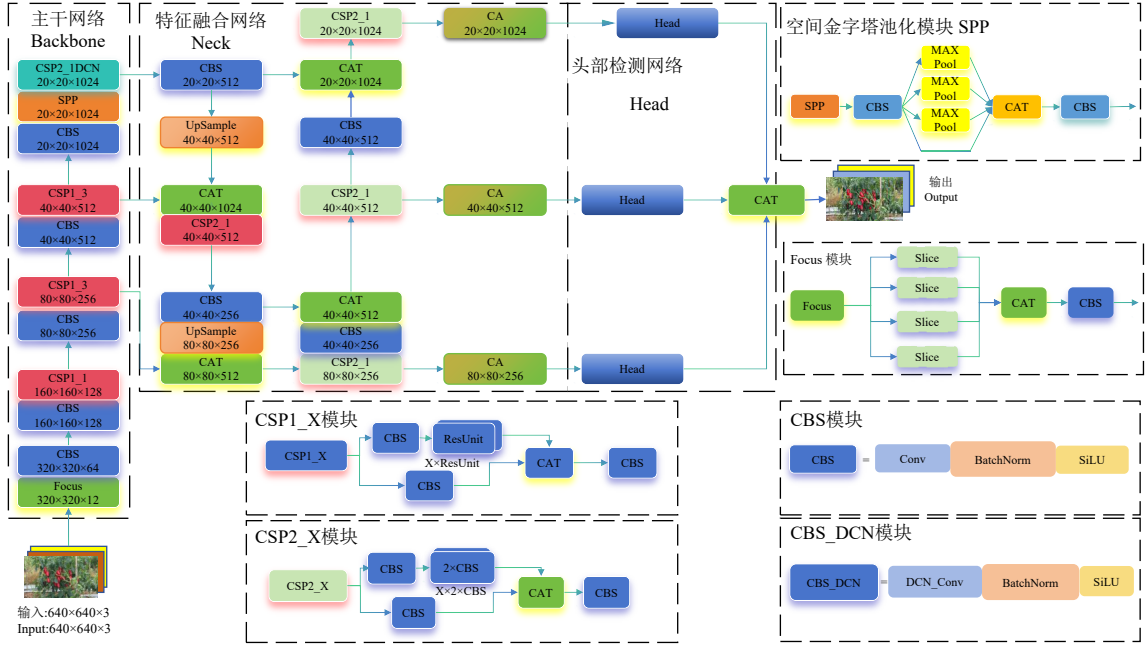 主干网络
Backbone
CSP2_1DCN
20×20×1024
SPP
20×20×1024
CBS
20×20×1024
CSP1_3
40×40×512
CBS
40×40×512
CSP1_3
80×80×256
CBS
80×80×256
CSP1_1
160×160×128
CBS
160×160×128
CBS
320×320×64
Focus
320×320×12
输入:640×640×3
Input:640×640×3
特征融合网络
Neck
CBS
20×20×512
UpSample
40×40×512
CAT
40×40×1024
CSP2_1
40×40×512
CBS
40×40×256
UpSample
80×80×256
CAT
80×80×512
CSP2_1
20×20×1024
CAT
20×20×1024
CBS
40×40×512
CSP2_1
40×40×512
CAT
40×40×512
CBS
40×40×256
CSP2_1
80×80×256
CA
20×20×1024
CA
40×40×512
CA
80×80×256
头部检测网络
Head
Head
Head
Head
CAT
输出
Output
空间金字塔池化模块 SPP
SPP
CBS
MAX
Pool
MAX
Pool
MAX
Pool
CAT
CBS
Focus 模块
Focus
Slice
Slice
Slice
Slice
CAT
CBS
CSP1_X模块
CSP1_X
CBS
ResUnit
X×ResUnit
CBS
CAT
CBS
CSP2_X模块
CSP2_X
CBS
2×CBS
X×2×CBS
CBS
CAT
CBS
CBS模块
CBS
=
Conv
BatchNorm
SiLU
CBS_DCN模块
CBS_DCN
=
DCN_Conv
BatchNorm
SiLU